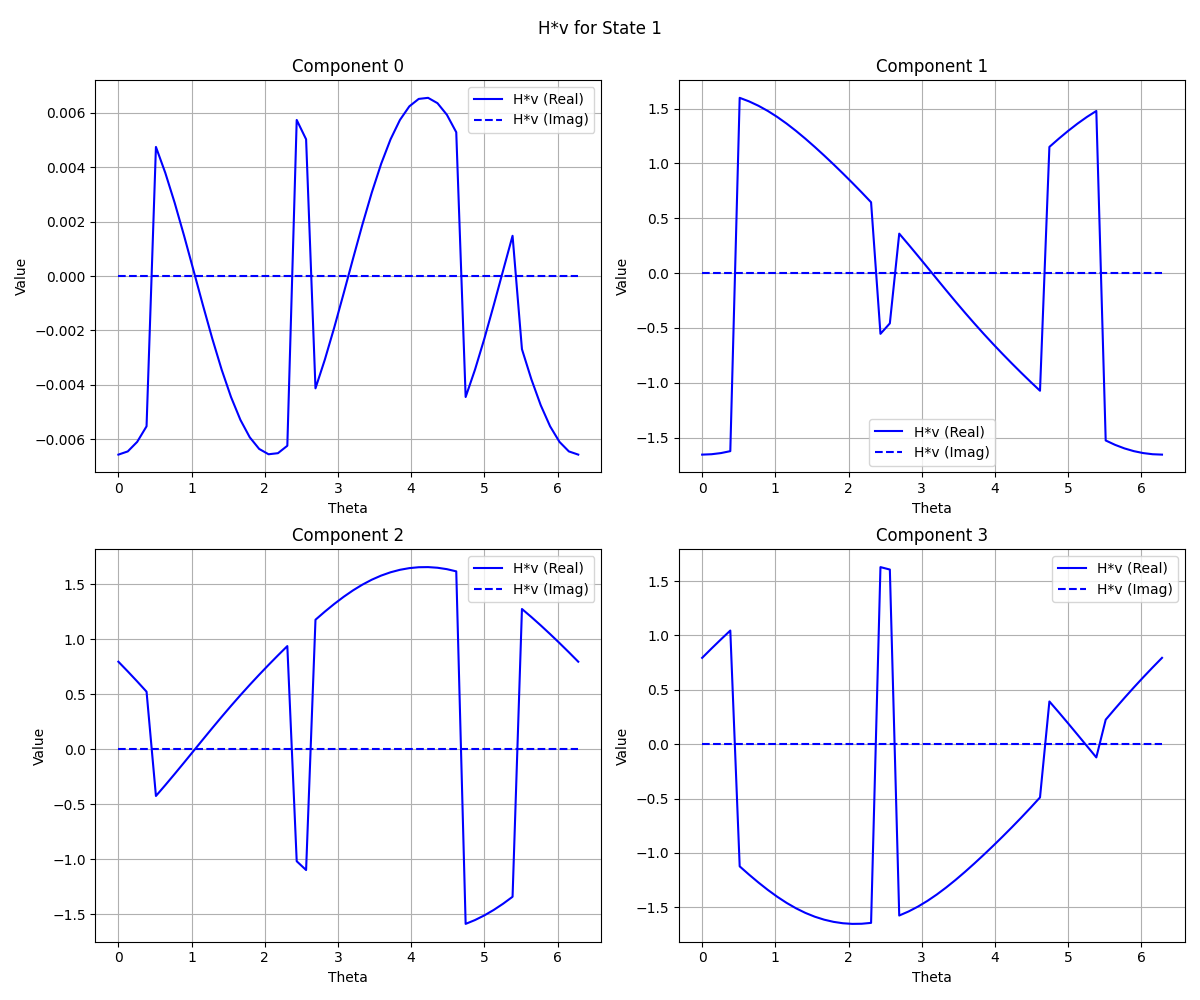 H*v for State 1
Component 0
Value
0.006
0.004
0.002
0.000
−0.002
−0.004
−0.006
H*v (Real)
H*v (Imag)
0 1 2 3 4 5 6
Theta
Component 1
Value
1.5
1.0
0.5
0.0
−0.5
−1.0
−1.5
H*v (Real)
H*v (Imag)
0 1 2 3 4 5 6
Theta
Component 2
Value
1.5
1.0
0.5
0.0
−0.5
−1.0
−1.5
H*v (Real)
H*v (Imag)
0 1 2 3 4 5 6
Theta
Component 3
Value
1.5
1.0
0.5
0.0
−0.5
−1.0
−1.5
H*v (Real)
H*v (Imag)
0 1 2 3 4 5 6
Theta